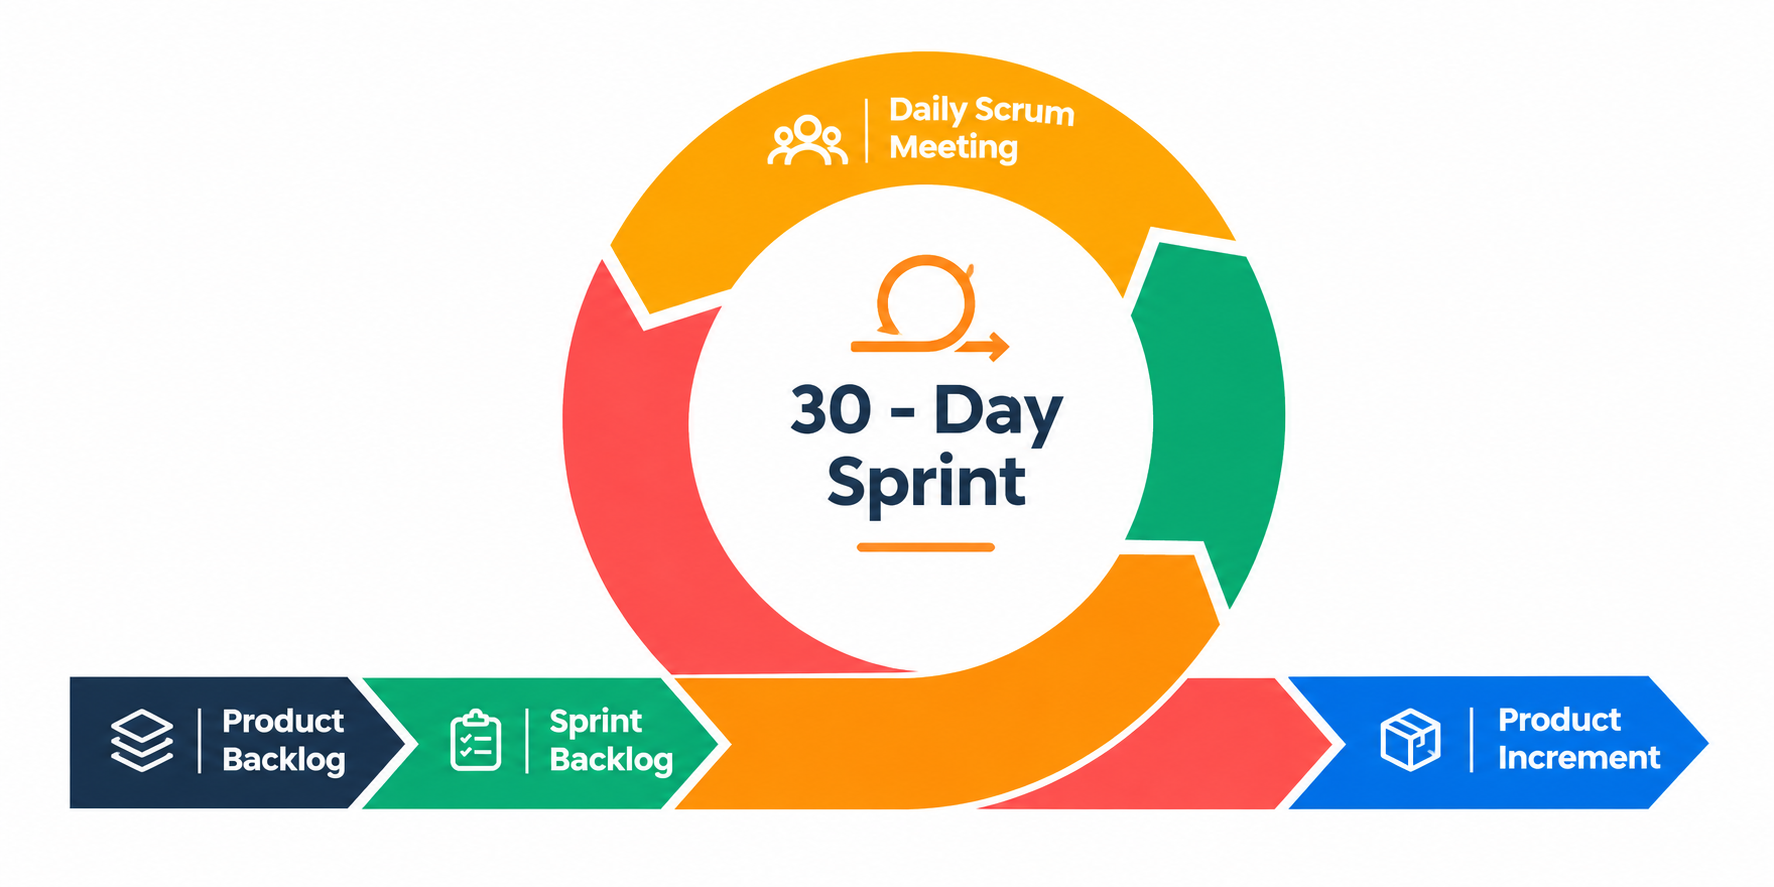 Daily Scrum
Meeting
30 - Day
Sprint
Product
Backlog
Sprint
Backlog
Product
Increment